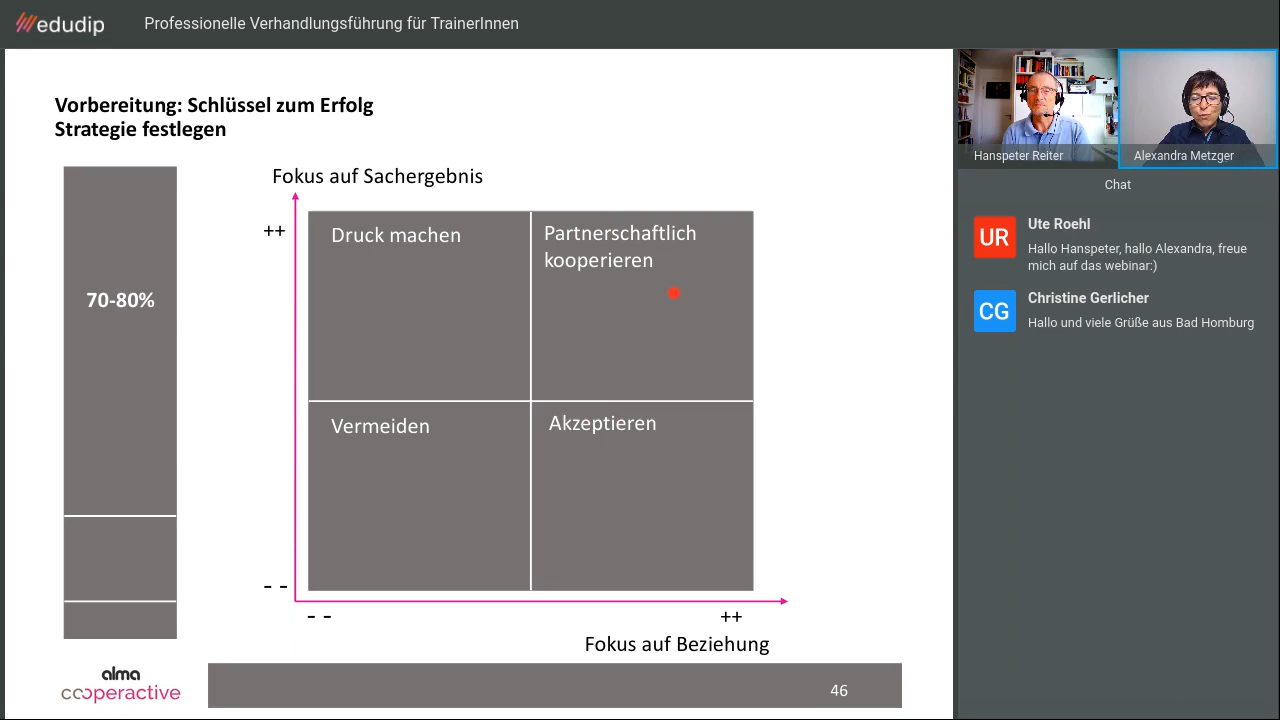 edudip
Professionelle Verhandlungsführung für TrainerInnen
Vorbereitung: Schlüssel zum Erfolg
Strategie festlegen
70-80%
Fokus auf Sachergebnis
++
Druck machen
Partnerschaftlich
kooperieren
Vermeiden
Akzeptieren
- -
- -
++
Fokus auf Beziehung
alma
cooperactive
46
Hanspeter Reiter
Alexandra Metzger
Chat
UR
Ute Roehl
Hallo Hanspeter, hallo Alexandra, freue
mich auf das webinar:)
CG
Christine Gerlicher
Hallo und viele Grüße aus Bad Homburg